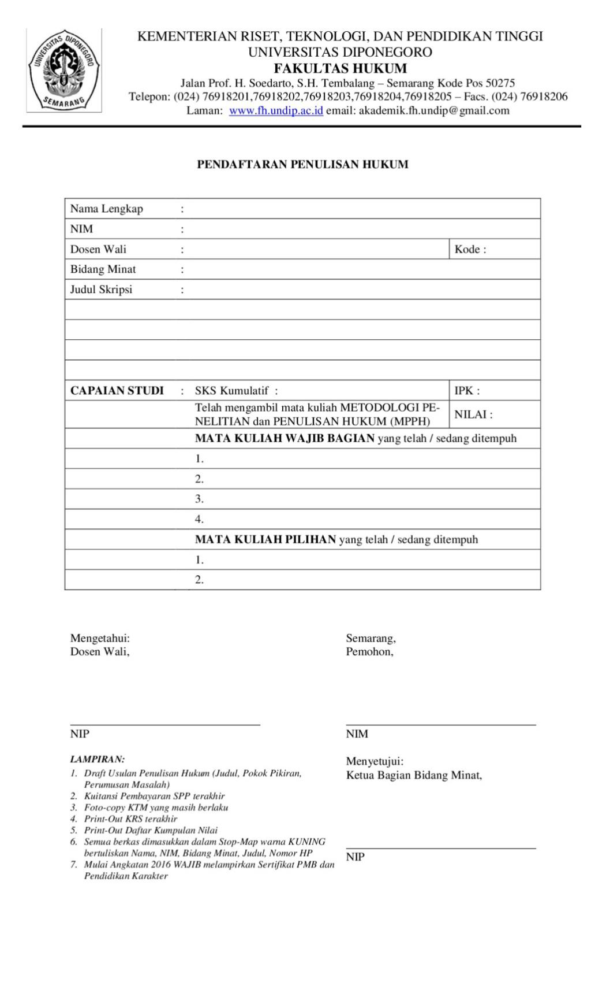 UNIVERSITAS DIPONEGORO
SEMARANG
KEMENTERIAN RISET, TEKNOLOGI, DAN PENDIDIKAN TINGGI
UNIVERSITAS DIPONEGORO
FAKULTAS HUKUM
Jalan Prof. H. Soedarto, S.H. Tembalang – Semarang Kode Pos 50275
Telepon: (024) 76918201,76918202,76918203,76918204,76918205 – Facs. (024) 76918206
Laman: www.fh.undip.ac.id email: akademik.fh.undip@gmail.com
PENDAFTARAN PENULISAN HUKUM
Nama Lengkap :
NIM :
Dosen Wali : Kode :
Bidang Minat :
Judul Skripsi :
CAPAIAN STUDI : SKS Kumulatif : IPK :
Telah mengambil mata kuliah METODOLOGI PE-
NELITIAN dan PENULISAN HUKUM (MPPH) NILAI :
MATA KULIAH WAJIB BAGIAN yang telah / sedang ditempuh
1.
2.
3.
4.
MATA KULIAH PILIHAN yang telah / sedang ditempuh
1.
2.
Mengetahui:
Dosen Wali,
NIP
Semarang,
Pemohon,
NIM
LAMPIRAN:
1. Draft Usulan Penulisan Hukum (Judul, Pokok Pikiran,
Perumusan Masalah)
2. Kuitansi Pembayaran SPP terakhir
3. Foto-copy KTM yang masih berlaku
4. Print-Out KRS terakhir
5. Print-Out Daftar Kumpulan Nilai
6. Semua berkas dimasukkan dalam Stop-Map warna KUNING
bertuliskan Nama, NIM, Bidang Minat, Judul, Nomor HP
7. Mulai Angkatan 2016 WAJIB melampirkan Sertifikat PMB dan
Pendidikan Karakter
Menyetujui:
Ketua Bagian Bidang Minat,
NIP